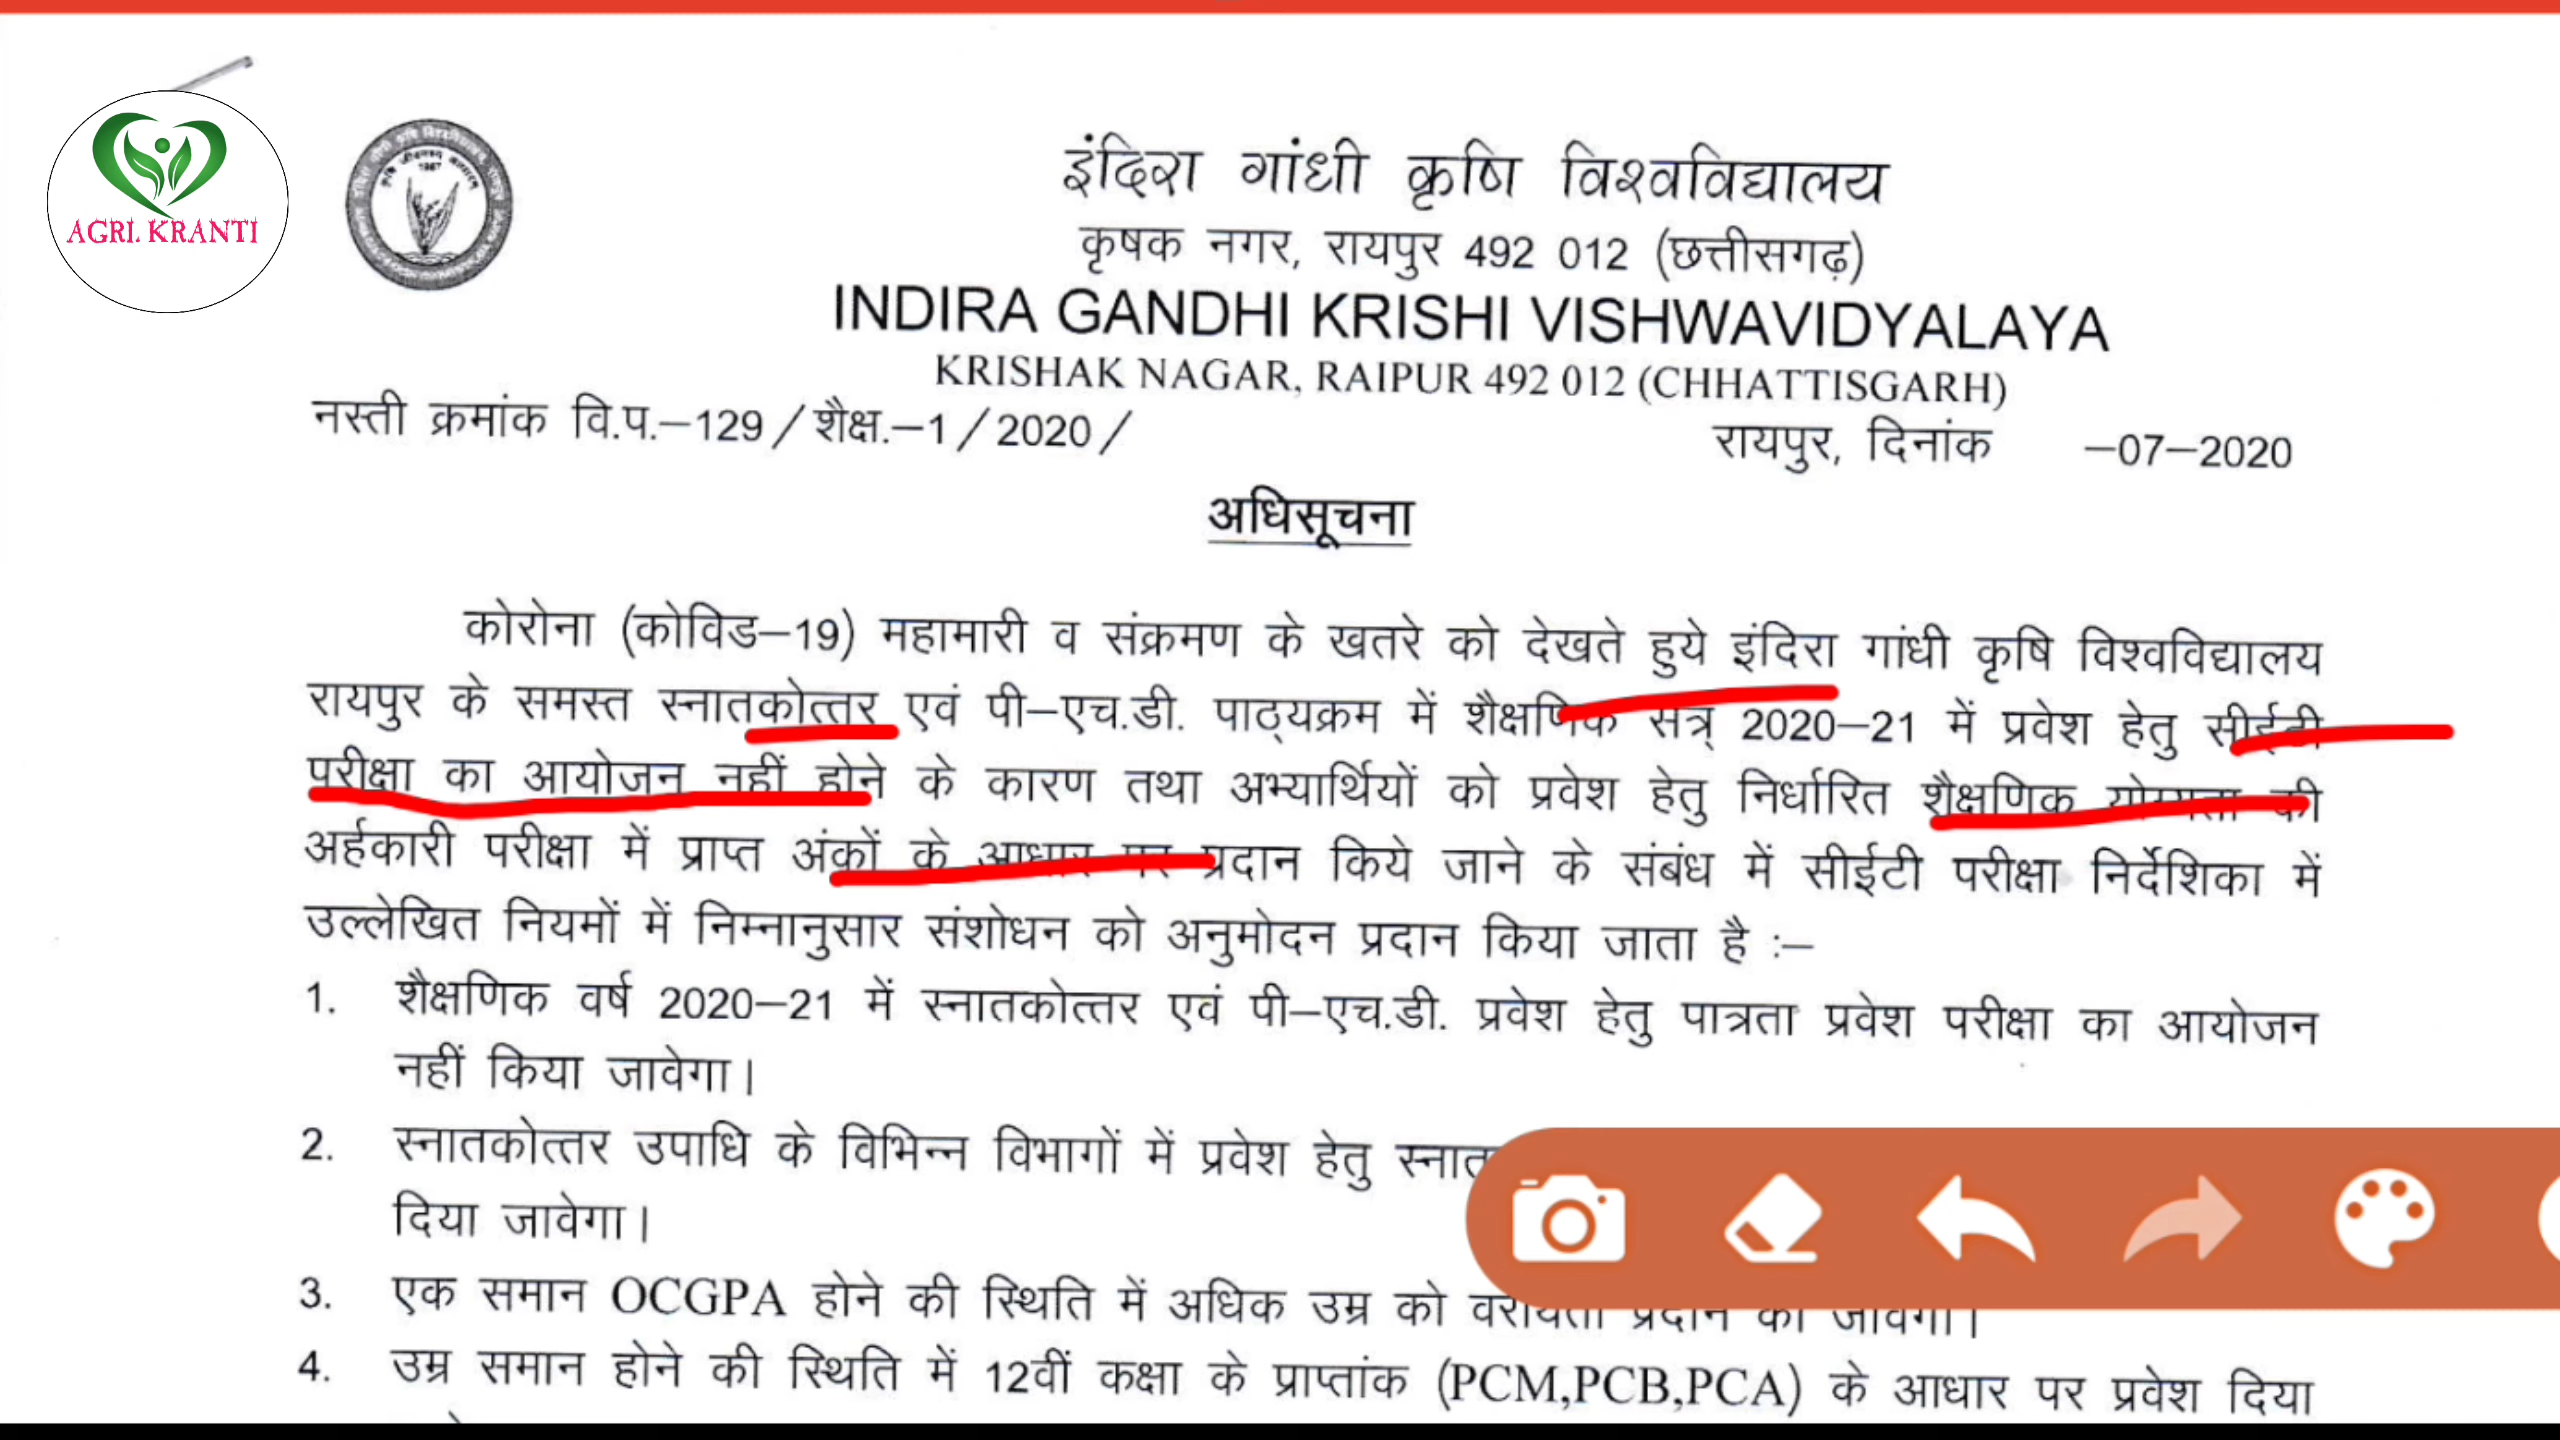 AGRI. KRANTI
इंदिरा गांधी कृषि विश्वविद्यालय
कृषक नगर, रायपुर 492 012 (छत्तीसगढ़)
INDIRA GANDHI KRISHI VISHWAVIDYALAYA
KRISHAK NAGAR, RAIPUR 492 012 (CHHATTISGARH)
नस्ती क्रमांक वि.प.–129/शैक्ष.–1/2020/ रायपुर, दिनांक –07–2020
अधिसूचना
कोरोना (कोविड–19) महामारी व संक्रमण के खतरे को देखते हुये इंदिरा गांधी कृषि विश्वविद्यालय
रायपुर के समस्त स्नातकोत्तर एवं पी–एच.डी. पाठ्यक्रम में शैक्षणिक सत्र् 2020–21 में प्रवेश हेतु सीईटी
परीक्षा का आयोजन नहीं होने के कारण तथा अभ्यार्थियों को प्रवेश हेतु निर्धारित शैक्षणिक योग्यता की
अर्हकारी परीक्षा में प्राप्त अंकों के आधार पर प्रदान किये जाने के संबंध में सीईटी परीक्षा निर्देशिका में
उल्लेखित नियमों में निम्नानुसार संशोधन को अनुमोदन प्रदान किया जाता है :–
1. शैक्षणिक वर्ष 2020–21 में स्नातकोत्तर एवं पी–एच.डी. प्रवेश हेतु पात्रता प्रवेश परीक्षा का आयोजन
नहीं किया जावेगा।
2. स्नातकोत्तर उपाधि के विभिन्न विभागों में प्रवेश हेतु
दिया जावेगा।
3. एक समान OCGPA होने की स्थिति में अधिक उम्र को वरीयता प्रदान की जावेगी।
4. उम्र समान होने की स्थिति में 12वीं कक्षा के प्राप्तांक (PCM,PCB,PCA) के आधार पर प्रवेश दिया